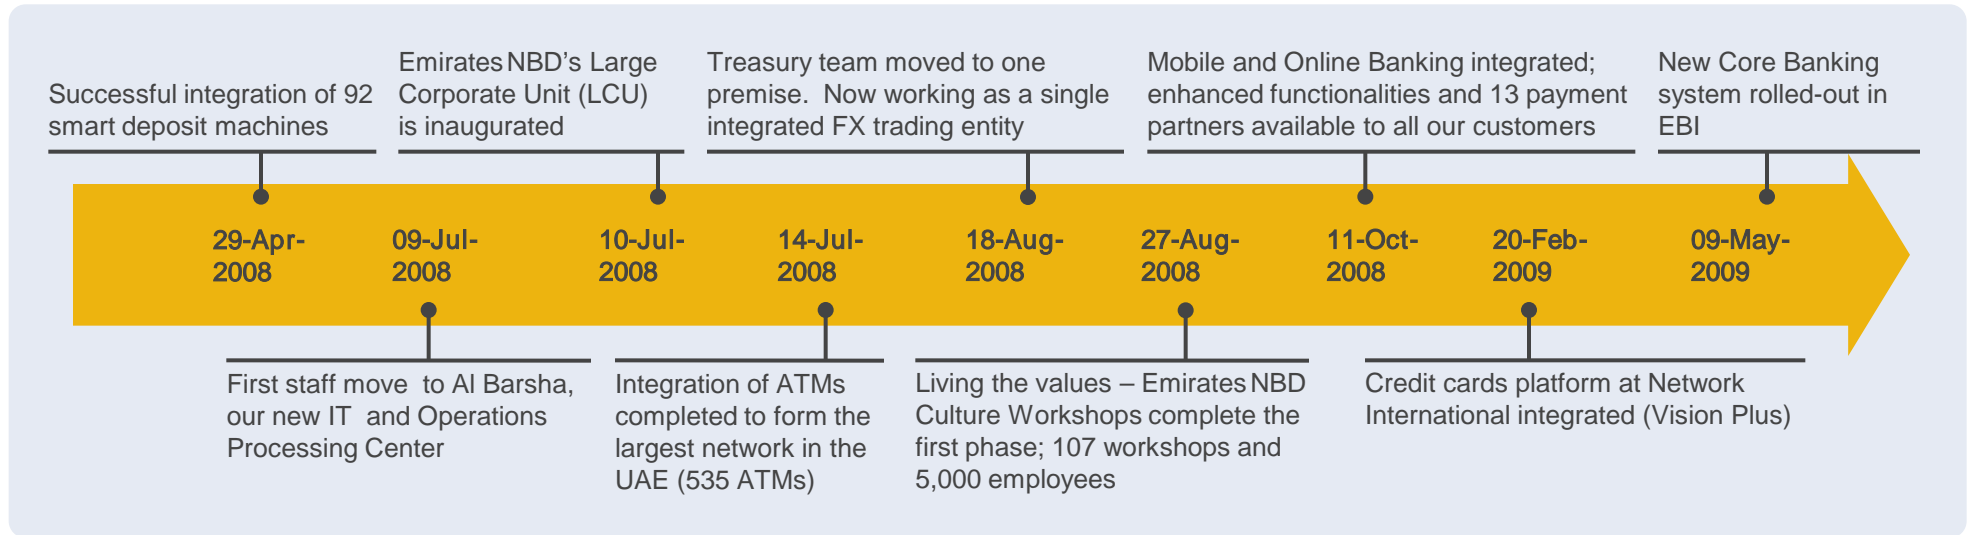 Successful integration of 92
smart deposit machines
Emirates NBD's Large
Corporate Unit (LCU)
is inaugurated
Treasury team moved to one
premise.  Now working as a single
integrated FX trading entity
Mobile and Online Banking integrated;
enhanced functionalities and 13 payment
partners available to all our customers
New Core Banking
system rolled-out in
EBI
29-Apr-
2008
09-Jul-
2008
10-Jul-
2008
14-Jul-
2008
18-Aug-
2008
27-Aug-
2008
11-Oct-
2008
20-Feb-
2009
09-May-
2009
First staff move  to Al Barsha,
our new IT  and Operations
Processing Center
Integration of ATMs
completed to form the
largest network in the
UAE (535 ATMs)
Living the values – Emirates NBD
Culture Workshops complete the
first phase; 107 workshops and
5,000 employees
Credit cards platform at Network
International integrated (Vision Plus)